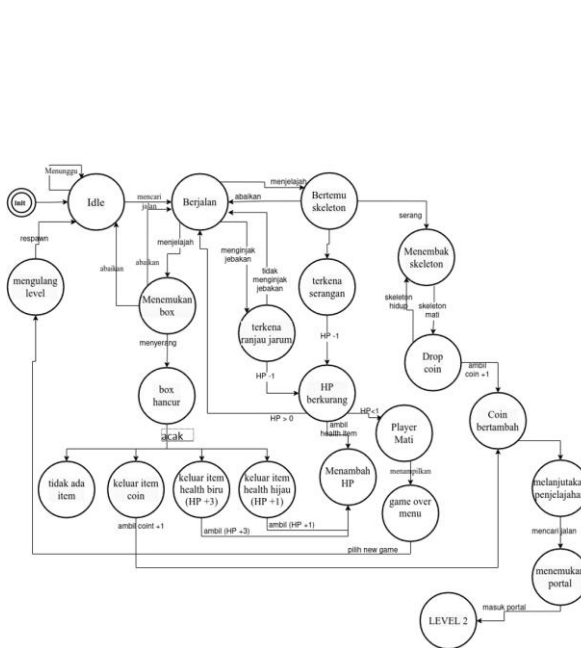 Menunggu
Init
Idle
mencari
jalan
Berjalan
menjelajah
abaikan
Bertemu
skeleton
serang
respawn
mengulang
level
abaikan
abaikan
menjelajah
Menemukan
box
menginjak
jebakan
tidak
menginjak
jebakan
terkena
serangan
Menembak
skeleton
skeleton
hidup
skeleton
mati
menyerang
terkena
ranjau jarum
HP -1
HP -1
Drop
coin
ambil
coin +1
box
hancur
HP
berkurang
HP > 0
HP<1
ambil
health item
Player
Mati
Coin
bertambah
acak
tidak ada
item
keluar item
coin
keluar item
health biru
(HP +3)
keluar item
health hijau
(HP +1)
Menambah
HP
menampilkan
game over
menu
melanjutaka
penjelajahan
ambil coint +1
ambil (HP +3)
ambil (HP +1)
pilih new game
mencari jalan
menemukan
portal
masuk portal
LEVEL 2